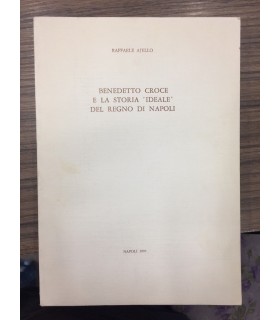 RAFFAELE AJELLO
BENEDETTO CROCE
E LA STORIA "IDEALE"
DEL REGNO DI NAPOLI
NAPOLI